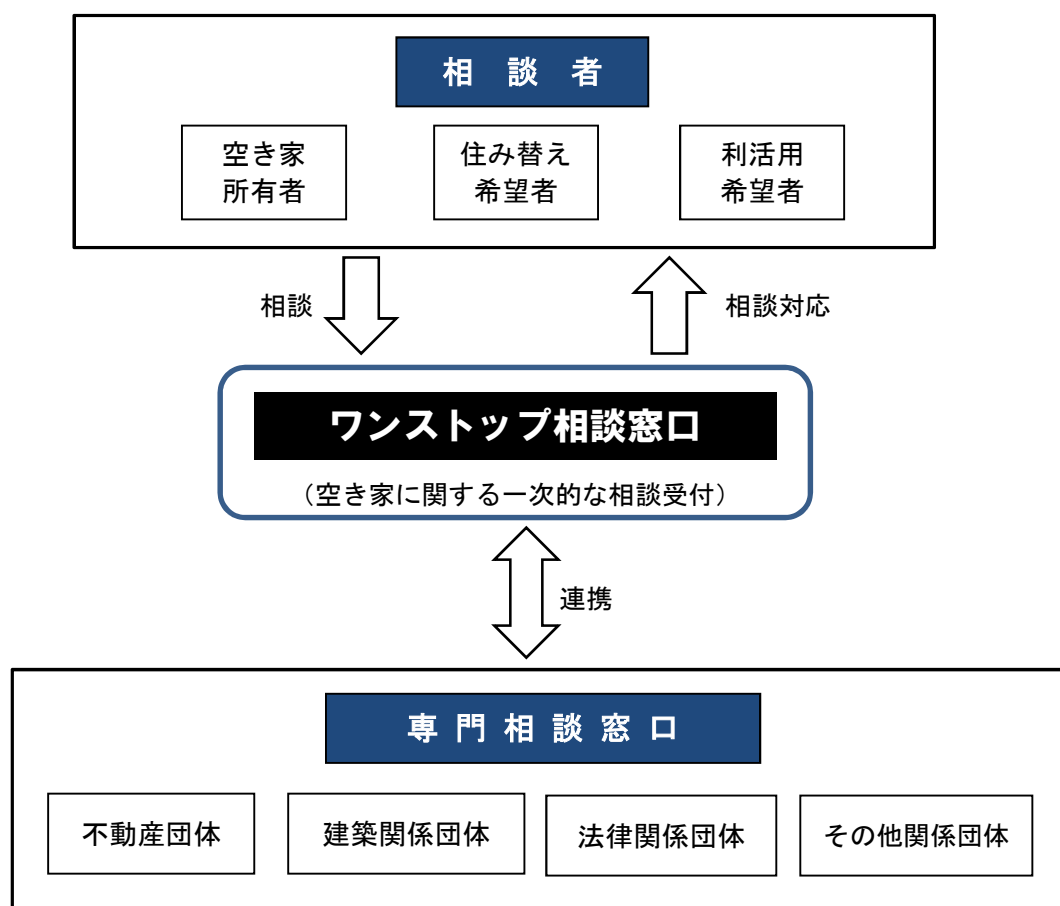 相談者
空き家
所有者
住み替え
希望者
利活用
希望者
相談
相談対応
ワンストップ相談窓口
（空き家に関する一次的な相談受付）
連携
専門相談窓口
不動産団体
建築関係団体
法律関係団体
その他関係団体